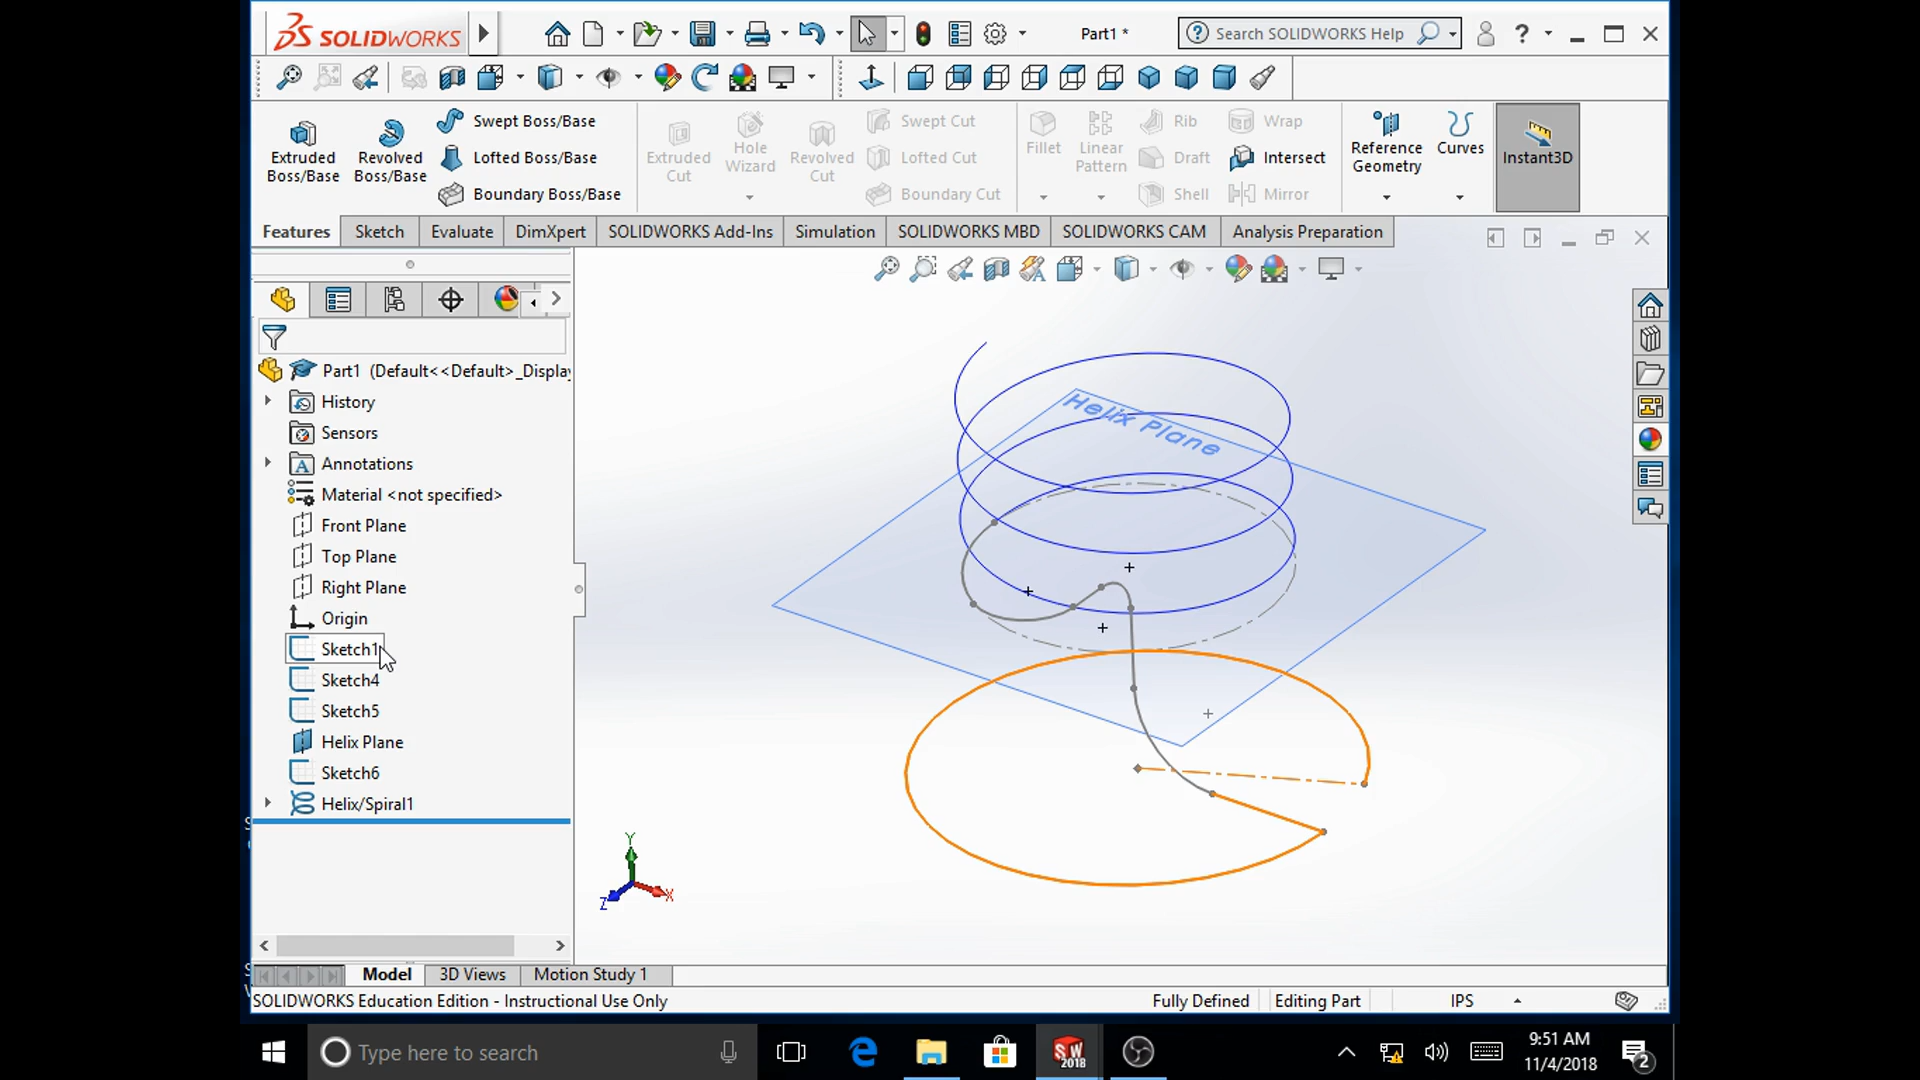 SOLIDWORKS
Part1 *
Search SOLIDWORKS Help
Extruded Boss/Base
Revolved Boss/Base
Swept Boss/Base
Lofted Boss/Base
Boundary Boss/Base
Extruded Cut
Hole Wizard
Revolved Cut
Swept Cut
Lofted Cut
Boundary Cut
Fillet
Linear Pattern
Rib
Draft
Shell
Wrap
Intersect
Mirror
Reference Geometry
Curves
Instant3D
Features
Sketch
Evaluate
DimXpert
SOLIDWORKS Add-Ins
Simulation
SOLIDWORKS MBD
SOLIDWORKS CAM
Analysis Preparation
Part1 (Default<<Default>_Display
History
Sensors
Annotations
Material <not specified>
Front Plane
Top Plane
Right Plane
Origin
Sketch1
Sketch4
Sketch5
Helix Plane
Sketch6
Helix/Spiral1
Helix Plane
Y
X
Z
Model
3D Views
Motion Study 1
SOLIDWORKS Education Edition - Instructional Use Only
Fully Defined
Editing Part
IPS
Type here to search
SW
2018
9:51 AM
11/4/2018
2